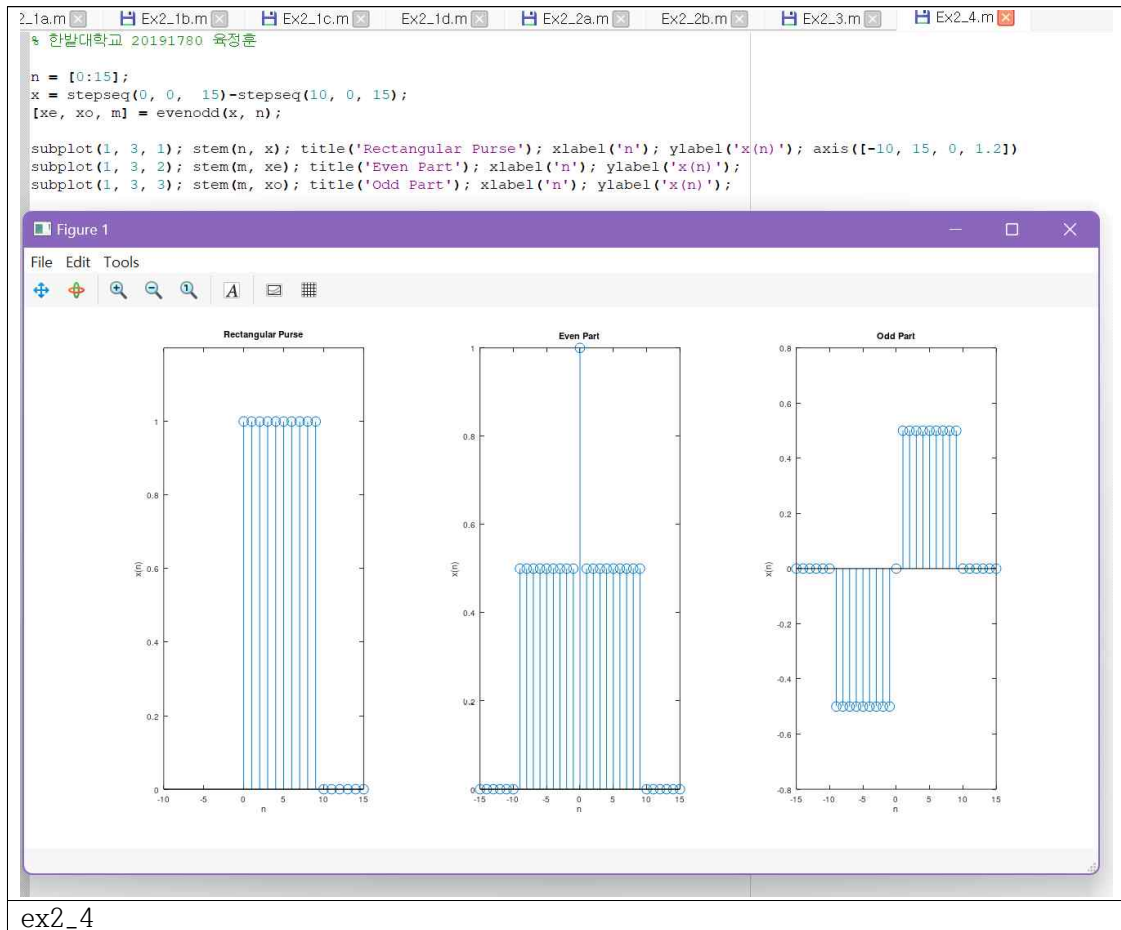 2_1a.m Ex2_1b.m Ex2_1c.m Ex2_1d.m Ex2_2a.m Ex2_2b.m Ex2_3.m Ex2_4.m
% 한발대학교 20191780 육정훈
n = [0:15];
x = stepseq(0, 0,  15)-stepseq(10, 0, 15);
[xe, xo, m] = evenodd(x, n);
subplot(1, 3, 1); stem(n, x); title('Rectangular Purse'); xlabel('n'); ylabel('x(n)'); axis([-10, 15, 0, 1.2])
subplot(1, 3, 2); stem(m, xe); title('Even Part'); xlabel('n'); ylabel('x(n)');
subplot(1, 3, 3); stem(m, xo); title('Odd Part'); xlabel('n'); ylabel('x(n)');
Figure 1
File Edit Tools
A
Rectangular Purse
x(n)
1
0.8
0.6
0.4
0.2
0
-10 -5 0 5 10 15
n
Even Part
x(n)
1
0.8
0.6
0.4
0.2
0
-15 -10 -5 0 5 10 15
n
Odd Part
x(n)
0.8
0.6
0.4
0.2
0
-0.2
-0.4
-0.6
-0.8
-15 -10 -5 0 5 10 15
n
ex2_4